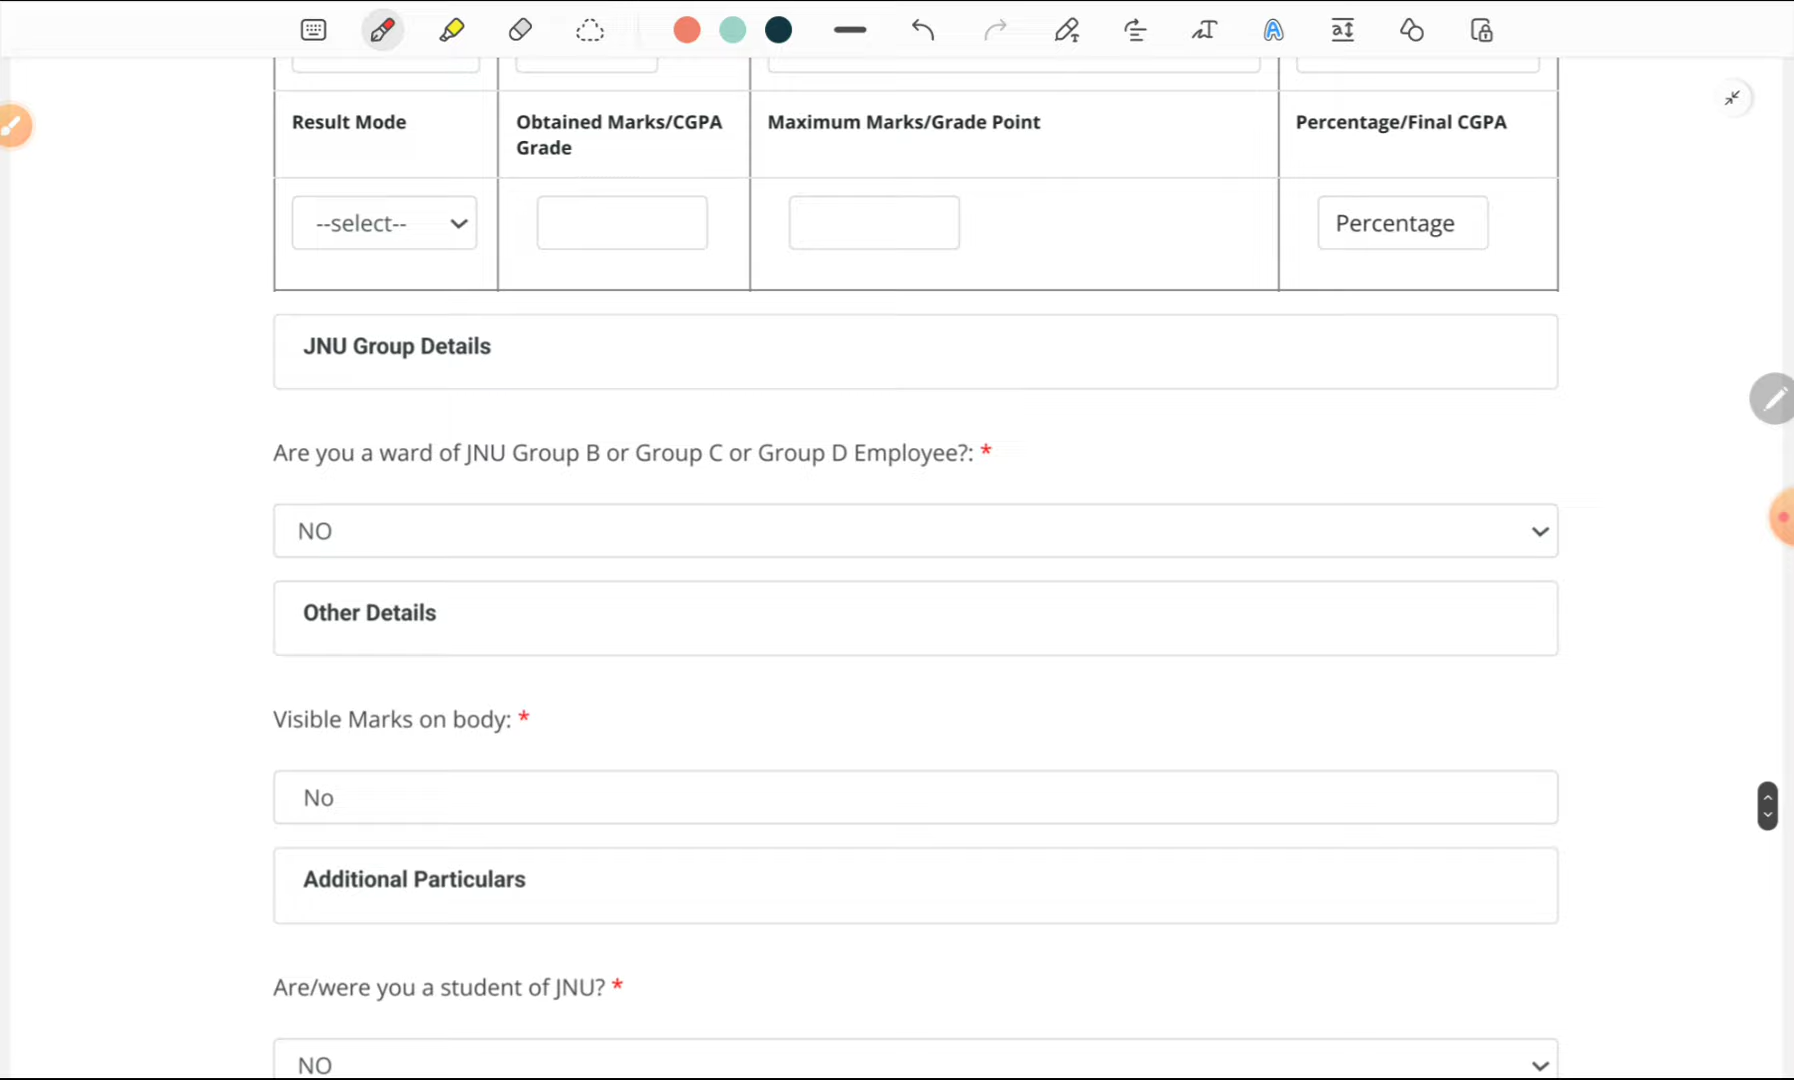 Result Mode
Obtained Marks/CGPA
Grade
Maximum Marks/Grade Point
Percentage/Final CGPA
--select--
Percentage
JNU Group Details
Are you a ward of JNU Group B or Group C or Group D Employee?: *
NO
Other Details
Visible Marks on body: *
No
Additional Particulars
Are/were you a student of JNU? *
NO